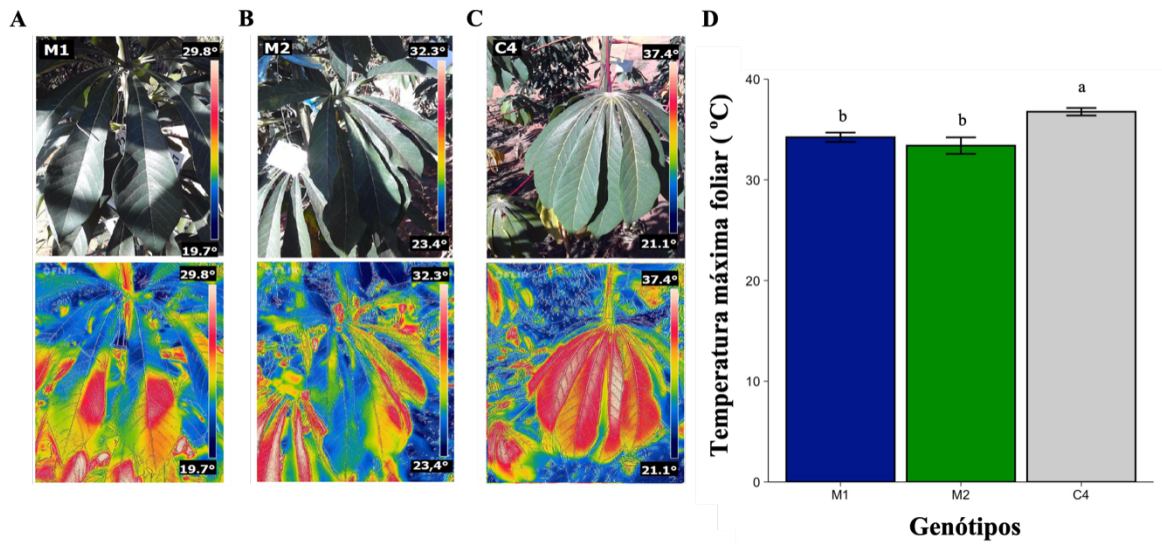 A
B
C
D
M1
29.8°
19.7°
M2
32.3°
23.4°
C4
37.4°
21.1°
◊FLIR
29.8°
19.7°
32.3°
23,4°
37.4°
21.1°
Temperatura máxima foliar ( ºC)
40
30
20
10
0
b
b
a
M1
M2
C4
Genótipos